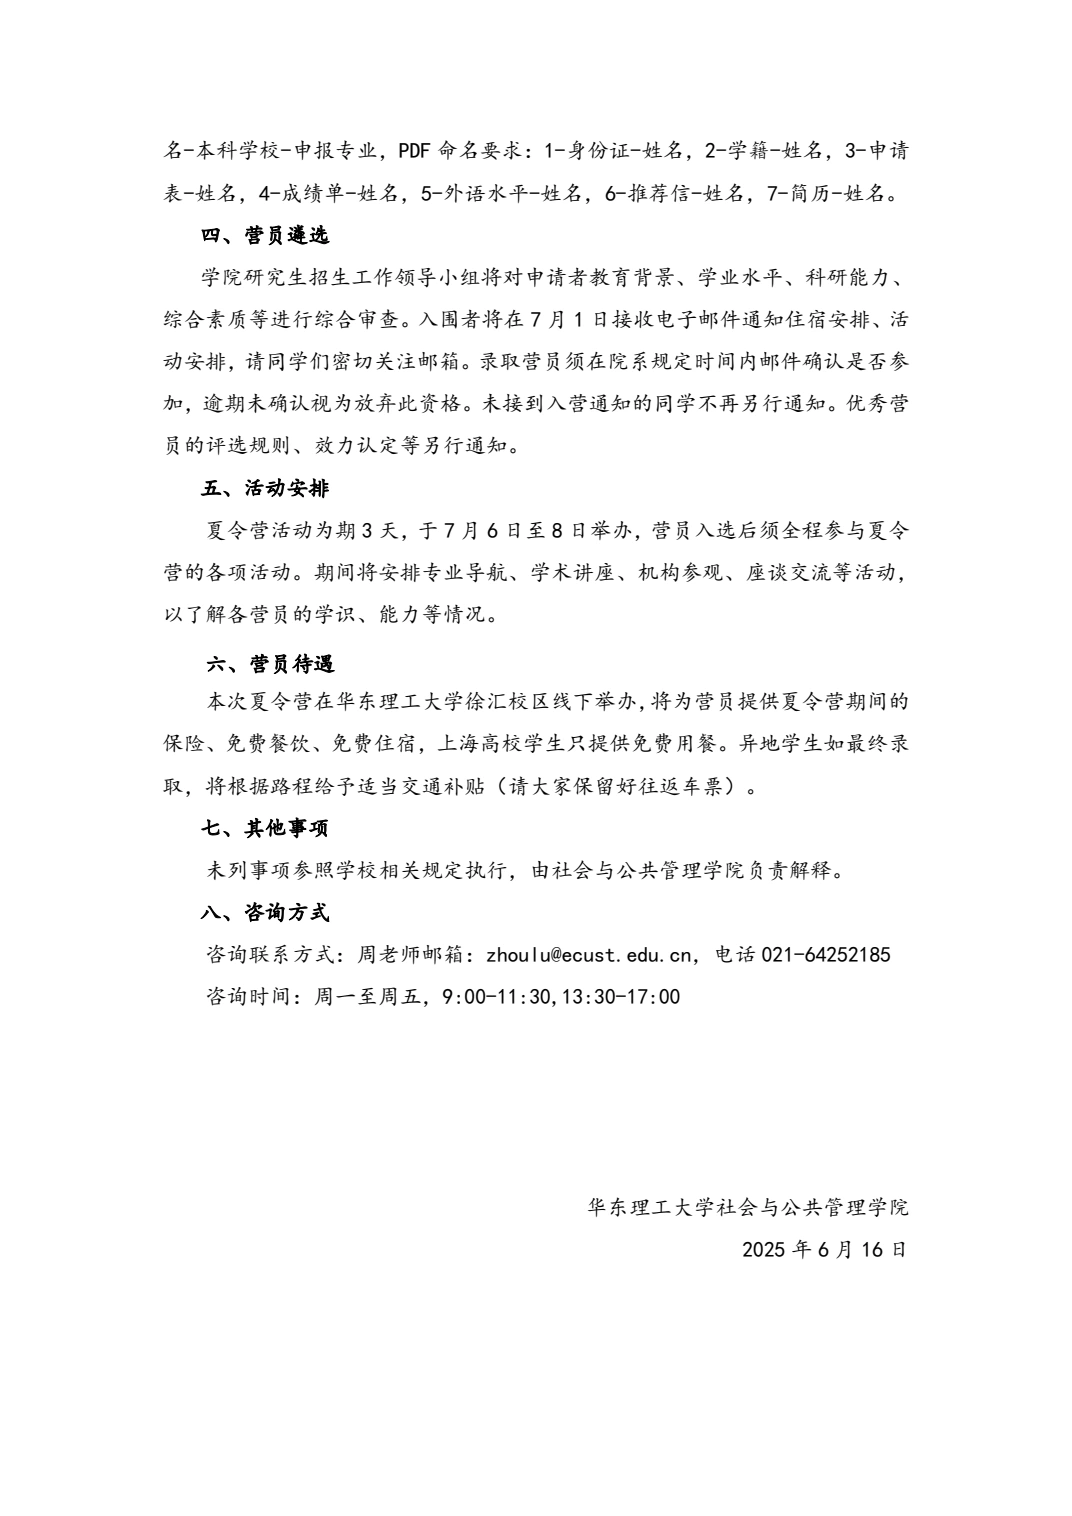 名-本科学校-申报专业，PDF 命名要求：1-身份证-姓名，2-学籍-姓名，3-申请
表-姓名，4-成绩单-姓名，5-外语水平-姓名，6-推荐信-姓名，7-简历-姓名。
四、营员遴选
学院研究生招生工作领导小组将对申请者教育背景、学业水平、科研能力、
综合素质等进行综合审查。入围者将在 7 月 1 日接收电子邮件通知住宿安排、活
动安排，请同学们密切关注邮箱。录取营员须在院系规定时间内邮件确认是否参
加，逾期未确认视为放弃此资格。未接到入营通知的同学不再另行通知。优秀营
员的评选规则、效力认定等另行通知。
五、活动安排
夏令营活动为期 3 天，于 7 月 6 日至 8 日举办，营员入选后须全程参与夏令
营的各项活动。期间将安排专业导航、学术讲座、机构参观、座谈交流等活动，
以了解各营员的学识、能力等情况。
六、营员待遇
本次夏令营在华东理工大学徐汇校区线下举办，将为营员提供夏令营期间的
保险、免费餐饮、免费住宿，上海高校学生只提供免费用餐。异地学生如最终录
取，将根据路程给予适当交通补贴（请大家保留好往返车票）。
七、其他事项
未列事项参照学校相关规定执行，由社会与公共管理学院负责解释。
八、咨询方式
咨询联系方式：周老师邮箱：zhoulu@ecust.edu.cn，电话 021-64252185
咨询时间：周一至周五，9:00-11:30,13:30-17:00
华东理工大学社会与公共管理学院
2025 年 6 月 16 日